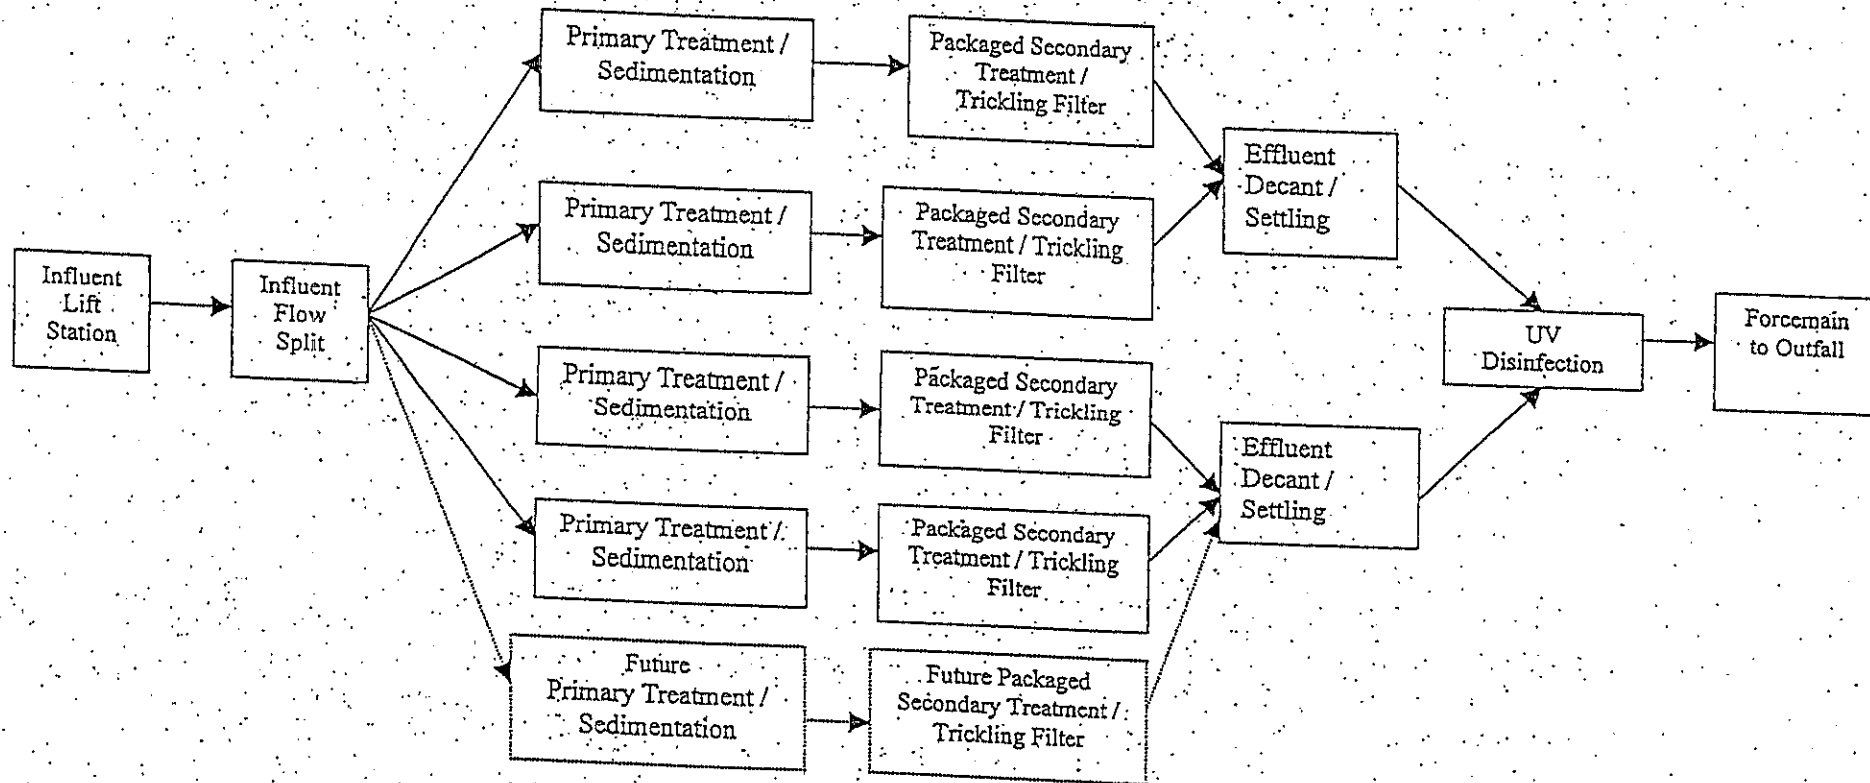 Influent
Lift
Station
Influent
Flow
Split
Primary Treatment /
Sedimentation
Packaged Secondary
Treatment /
Trickling Filter
Primary Treatment /
Sedimentation
Packaged Secondary
Treatment / Trickling
Filter
Primary Treatment /
Sedimentation
Packaged Secondary
Treatment / Trickling
Filter
Primary Treatment /
Sedimentation
Packaged Secondary
Treatment / Trickling
Filter
Future
Primary Treatment /
Sedimentation
Future Packaged
Secondary Treatment /
Trickling Filter
Effluent
Decant /
Settling
Effluent
Decant /
Settling
UV
Disinfection
Forcemain
to Outfall